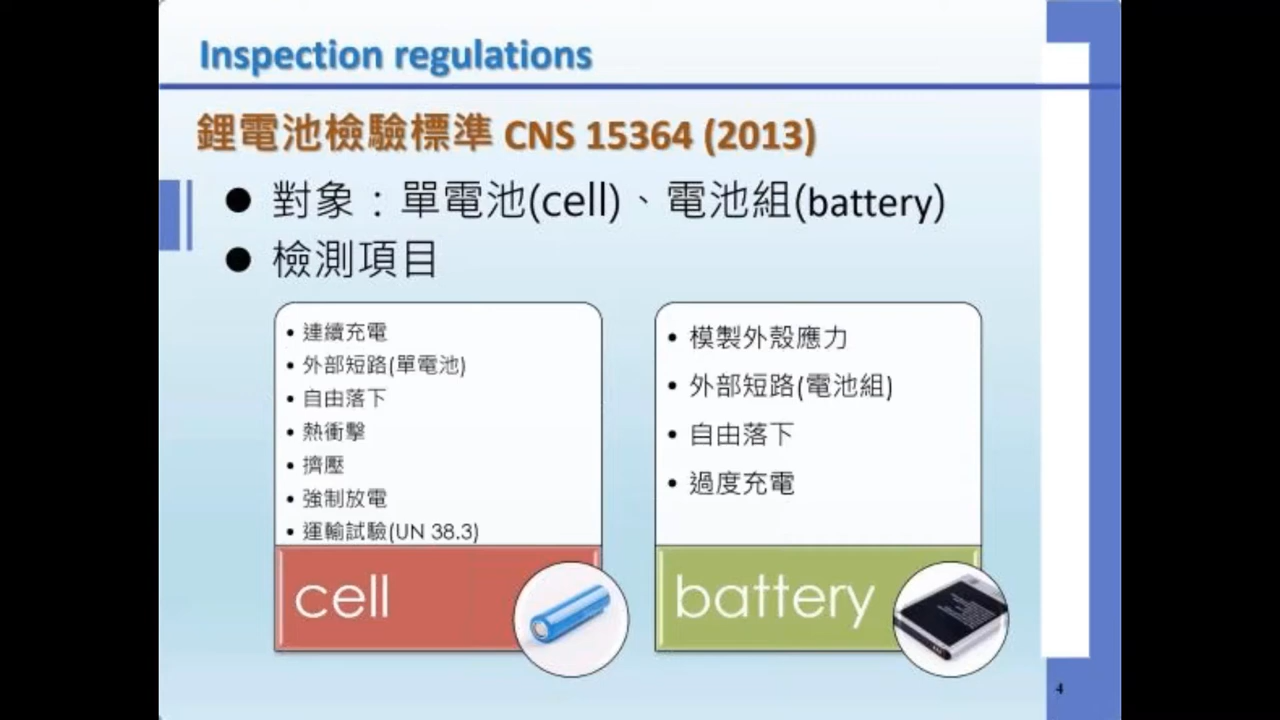 Inspection regulations
鋰電池檢驗標準 CNS 15364 (2013)
● 對象：單電池(cell)、電池組(battery)
● 檢測項目
• 連續充電
• 外部短路(單電池)
• 自由落下
• 熱衝擊
• 擠壓
• 強制放電
• 運輸試驗(UN 38.3)
cell
• 模製外殼應力
• 外部短路(電池組)
• 自由落下
• 過度充電
battery
4